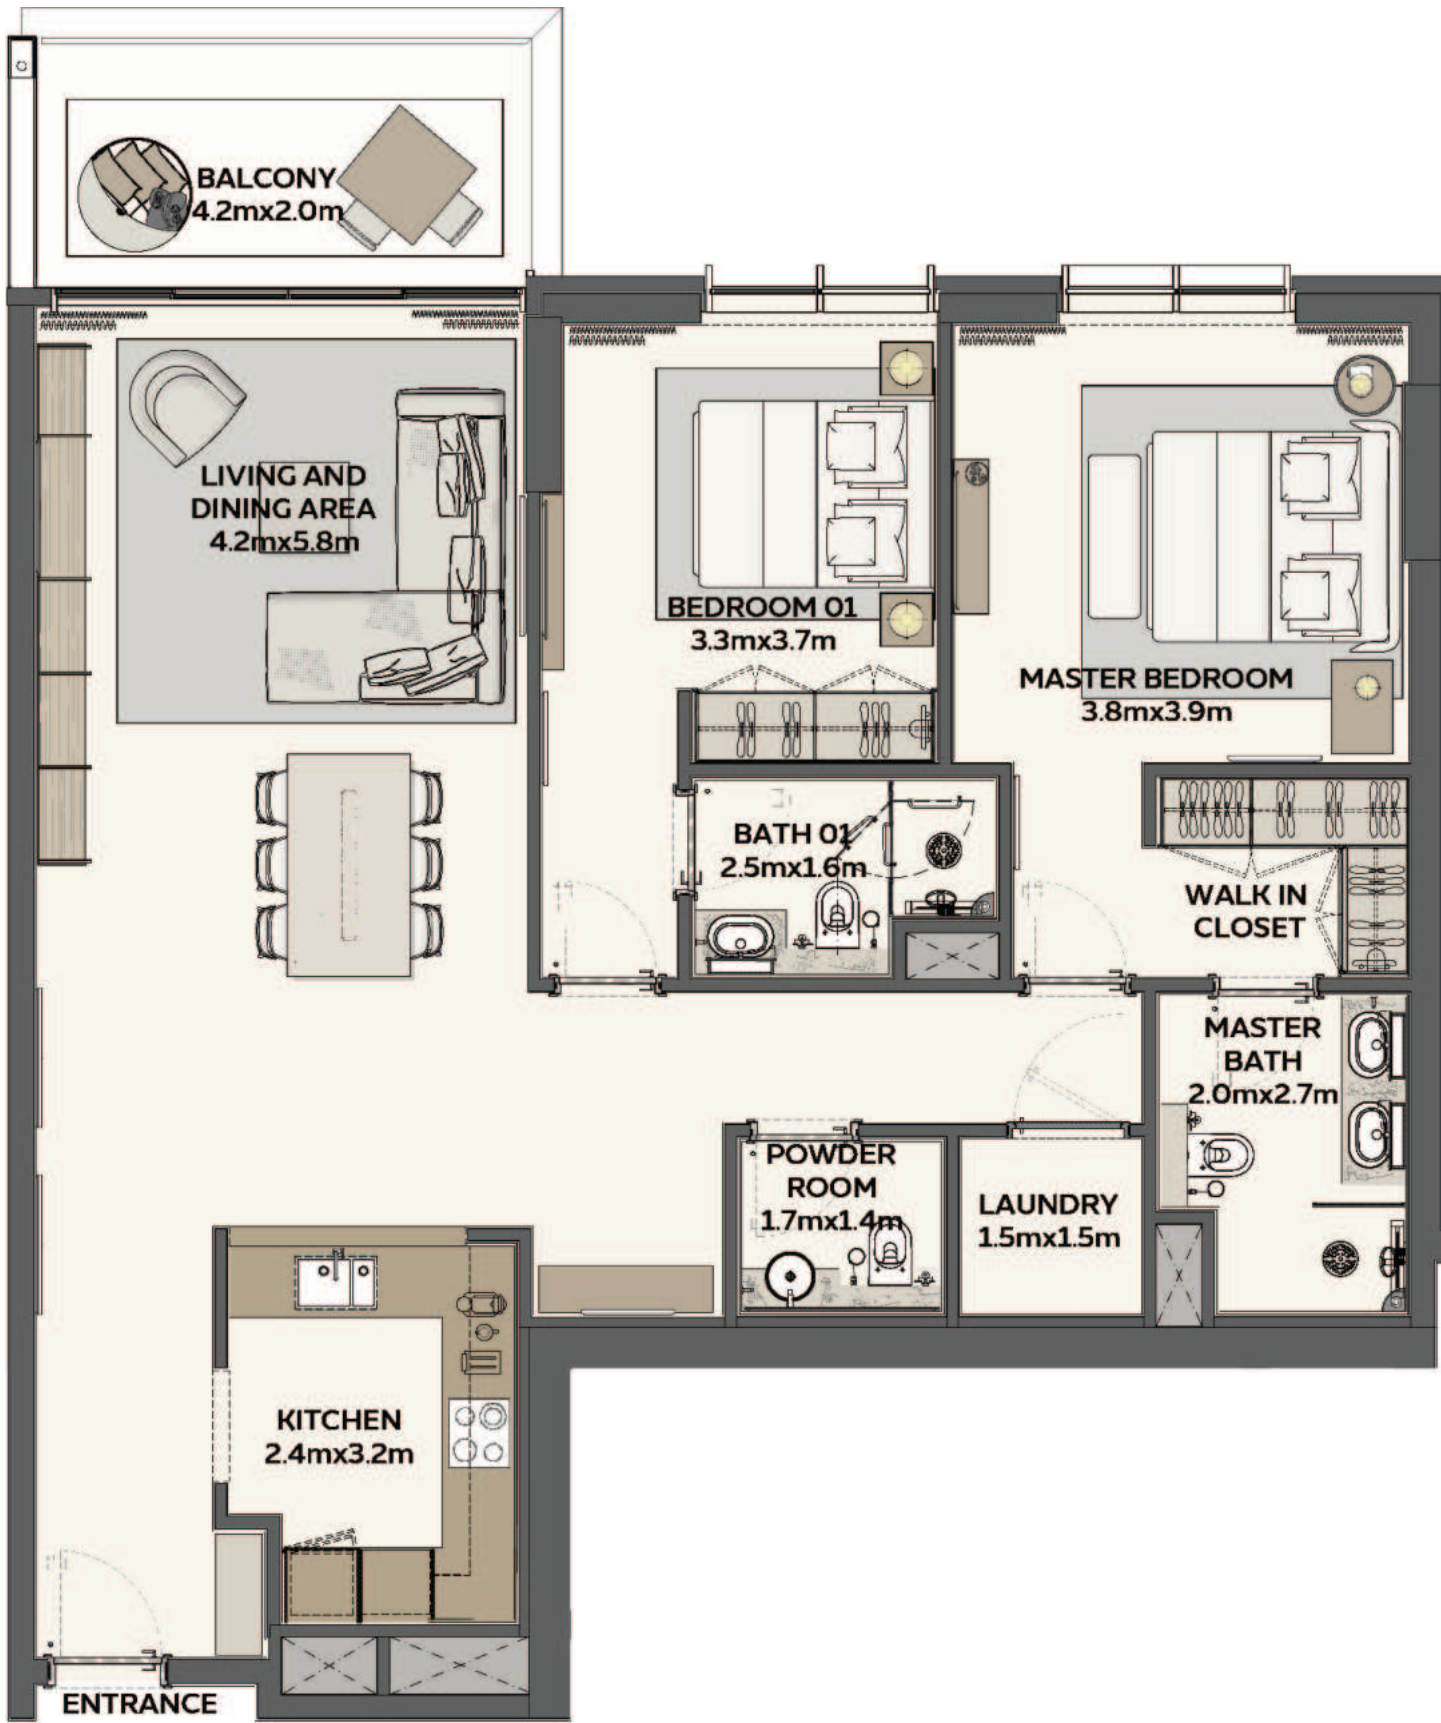 BALCONY
4.2mx2.0m
LIVING AND
DINING AREA
4.2mx5.8m
BEDROOM 01
3.3mx3.7m
MASTER BEDROOM
3.8mx3.9m
BATH 01
2.5mx1.6m
WALK IN
CLOSET
MASTER
BATH
2.0mx2.7m
POWDER
ROOM
1.7mx1.4m
LAUNDRY
1.5mx1.5m
KITCHEN
2.4mx3.2m
ENTRANCE